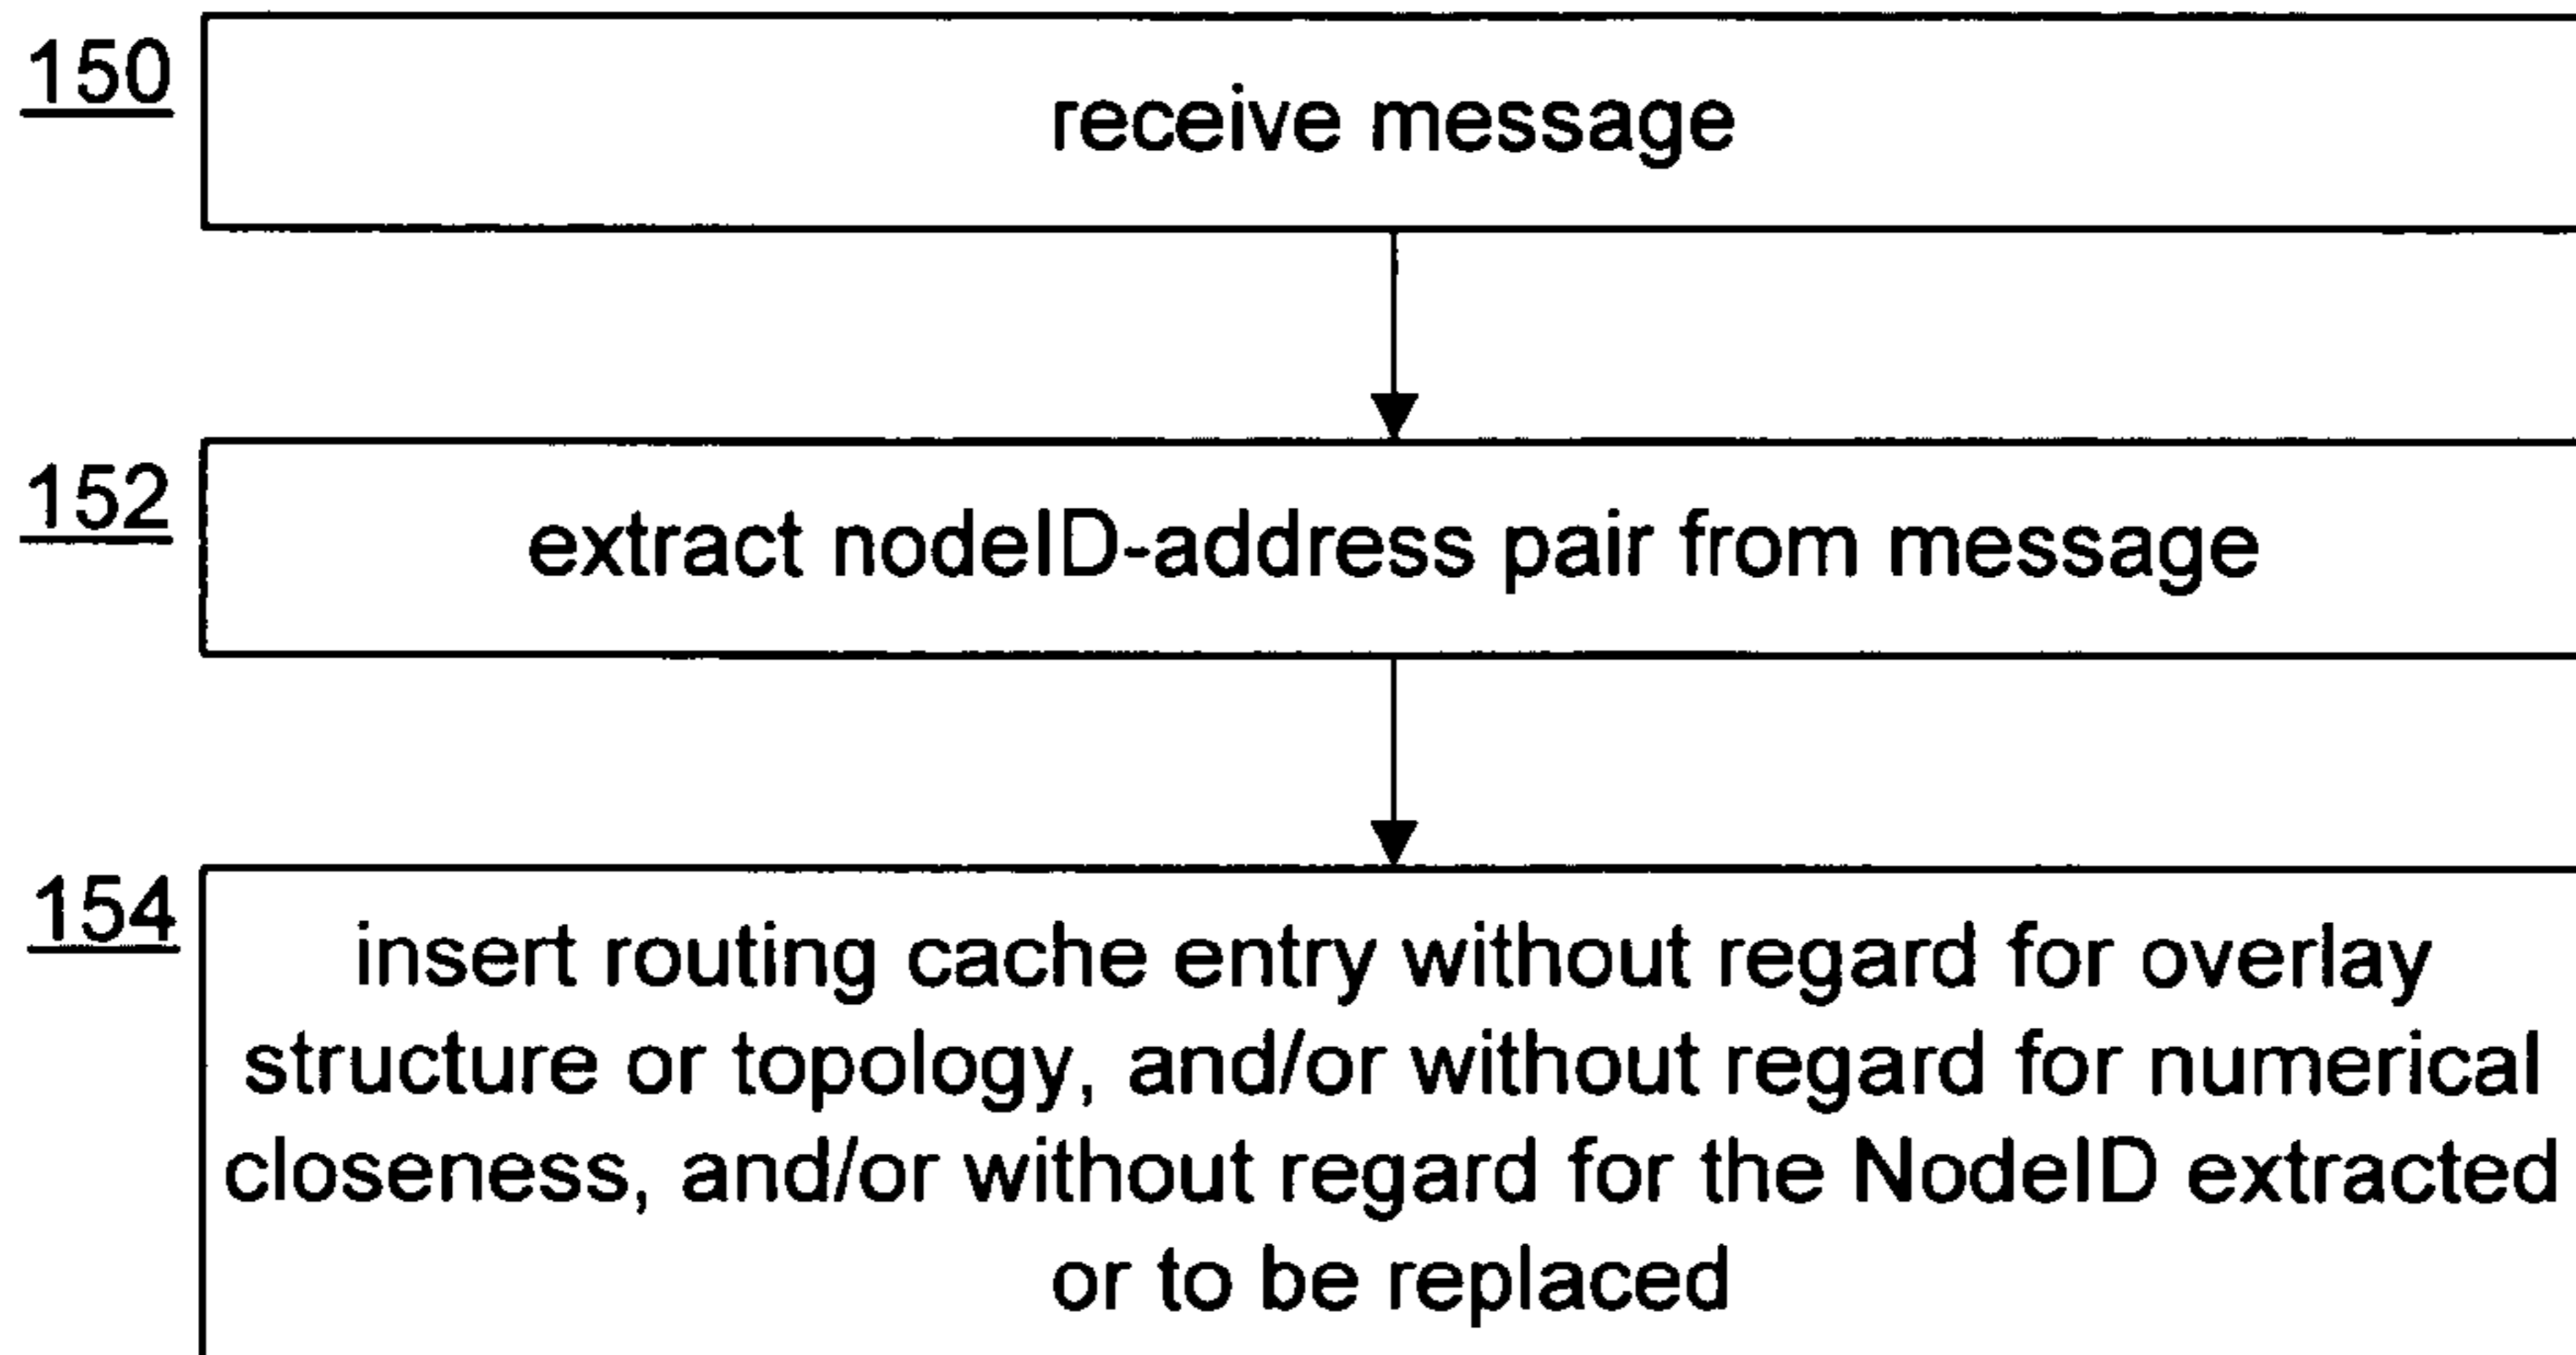 150
receive message
152
extract nodeID-address pair from message
154
insert routing cache entry without regard for overlay
structure or topology, and/or without regard for numerical
closeness, and/or without regard for the NodeID extracted
or to be replaced